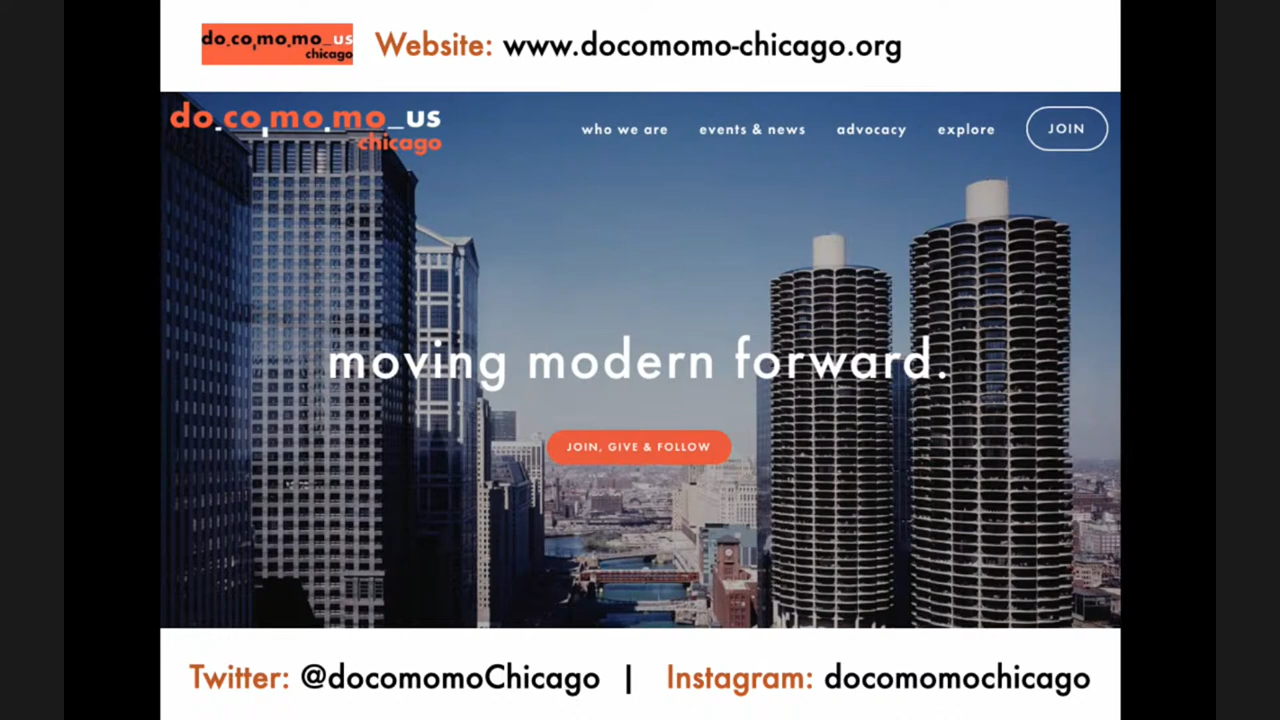 do_co,mo,mo_us
chicago
Website: www.docomomo-chicago.org
do_co,mo,mo_us
chicago
who we are events & news advocacy explore JOIN
moving modern forward.
JOIN, GIVE & FOLLOW
Twitter: @docomomoChicago | Instagram: docomomochicago